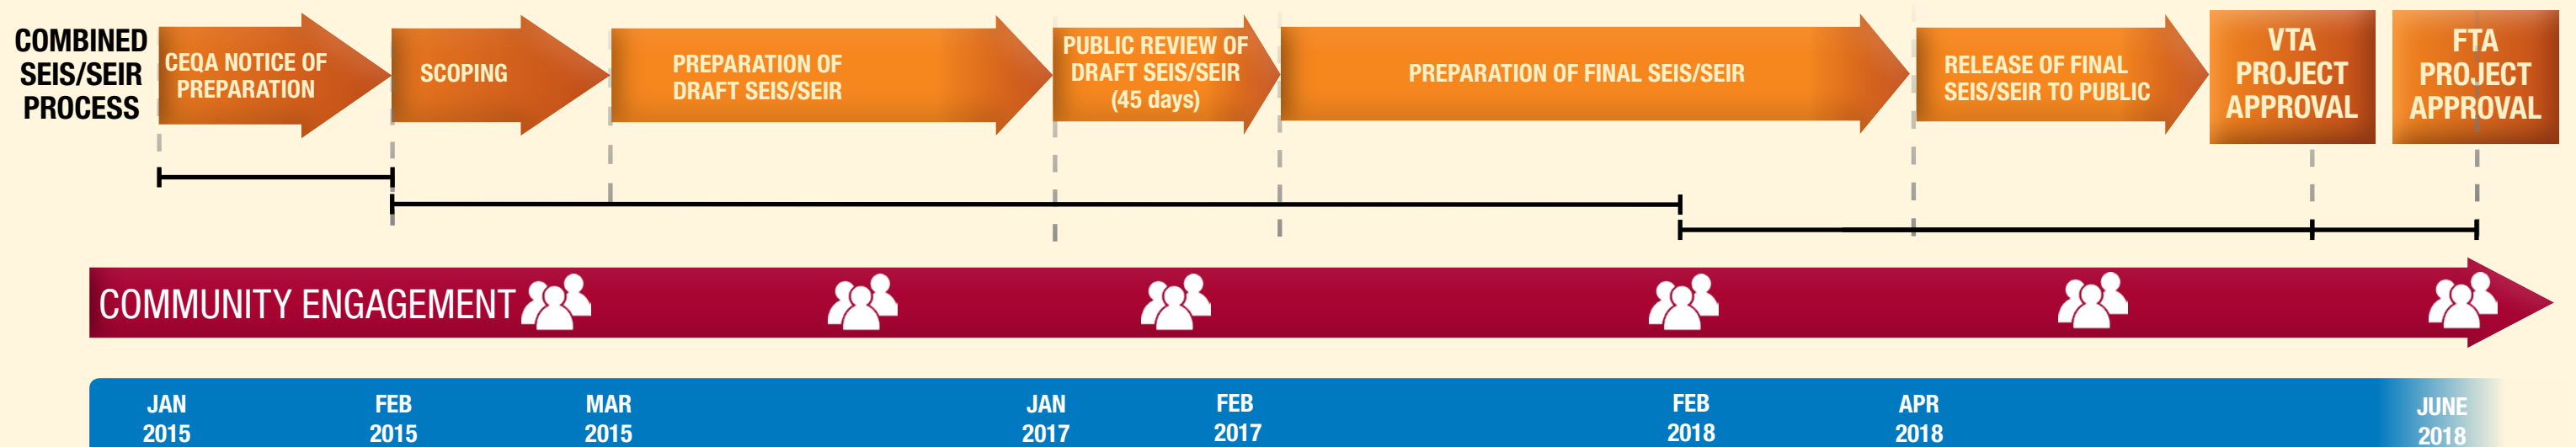 COMBINED
SEIS/SEIR
PROCESS
CEQA NOTICE OF
PREPARATION
SCOPING
PREPARATION OF
DRAFT SEIS/SEIR
PUBLIC REVIEW OF
DRAFT SEIS/SEIR
(45 days)
PREPARATION OF FINAL SEIS/SEIR
RELEASE OF FINAL
SEIS/SEIR TO PUBLIC
VTA
PROJECT
APPROVAL
FTA
PROJECT
APPROVAL
COMMUNITY ENGAGEMENT
JAN
2015
FEB
2015
MAR
2015
JAN
2017
FEB
2017
FEB
2018
APR
2018
JUNE
2018